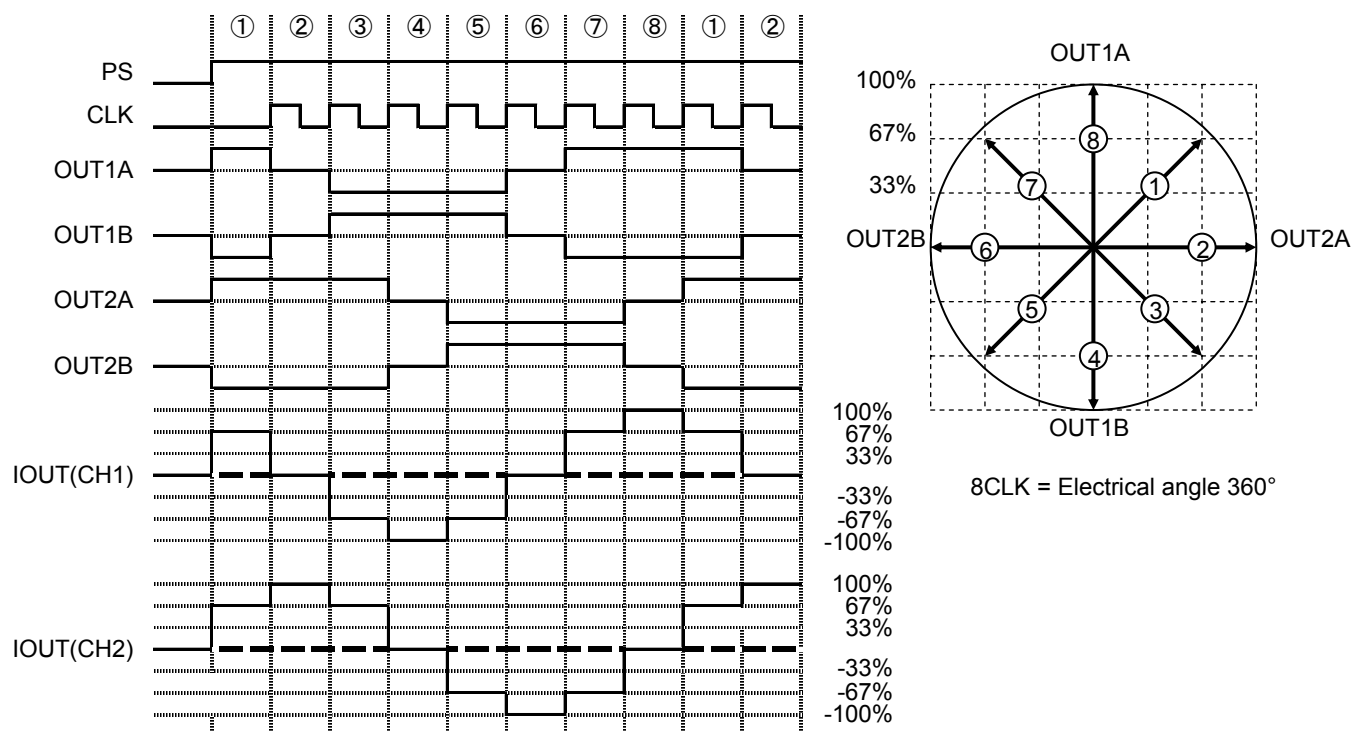 ① ② ③ ④ ⑤ ⑥ ⑦ ⑧ ① ②
PS
CLK
OUT1A
OUT1B
OUT2A
OUT2B
IOUT(CH1)
100%
67%
33%
-33%
-67%
-100%
IOUT(CH2)
100%
67%
33%
-33%
-67%
-100%
OUT1A
100%
67%
33%
OUT2B
OUT2A
OUT1B
⑧
⑦
①
⑥
②
⑤
③
④
8CLK = Electrical angle 360°